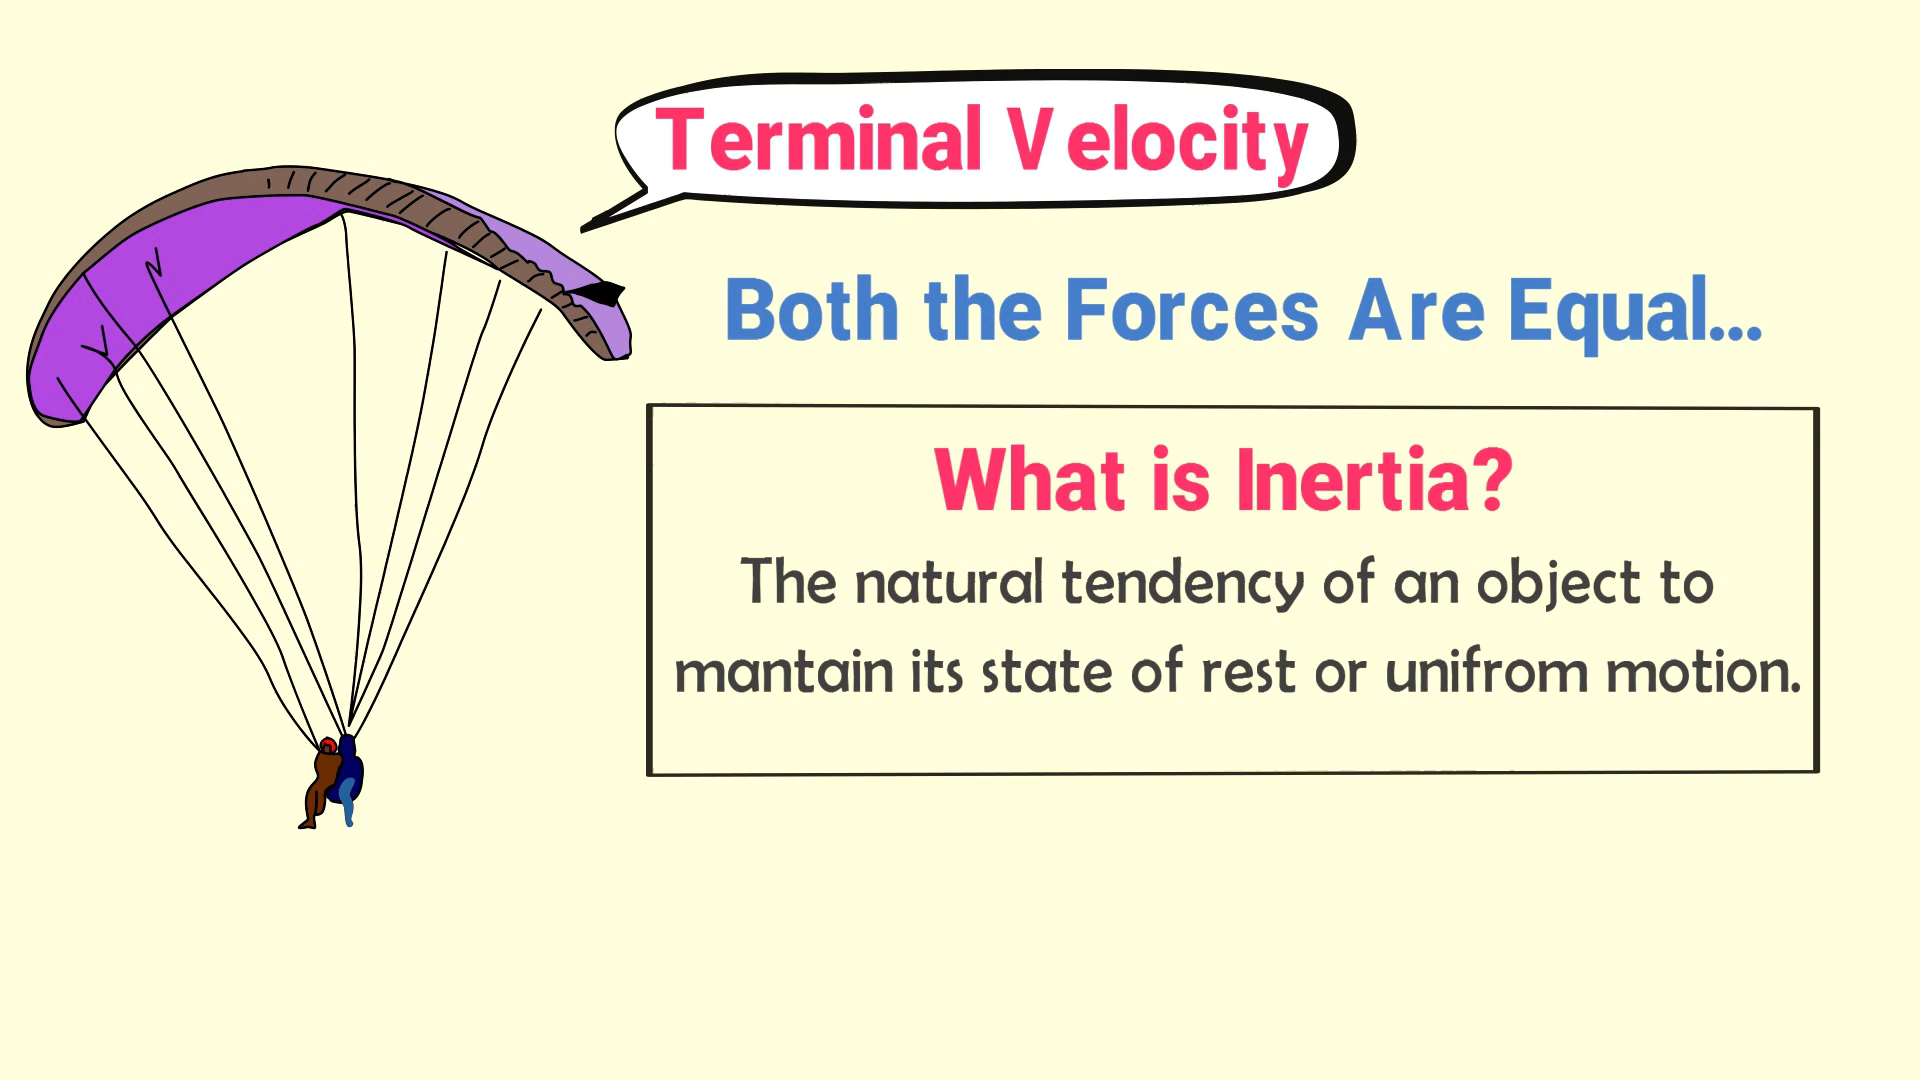 Terminal Velocity
Both the Forces Are Equal...
What is Inertia?
The natural tendency of an object to
mantain its state of rest or unifrom motion.